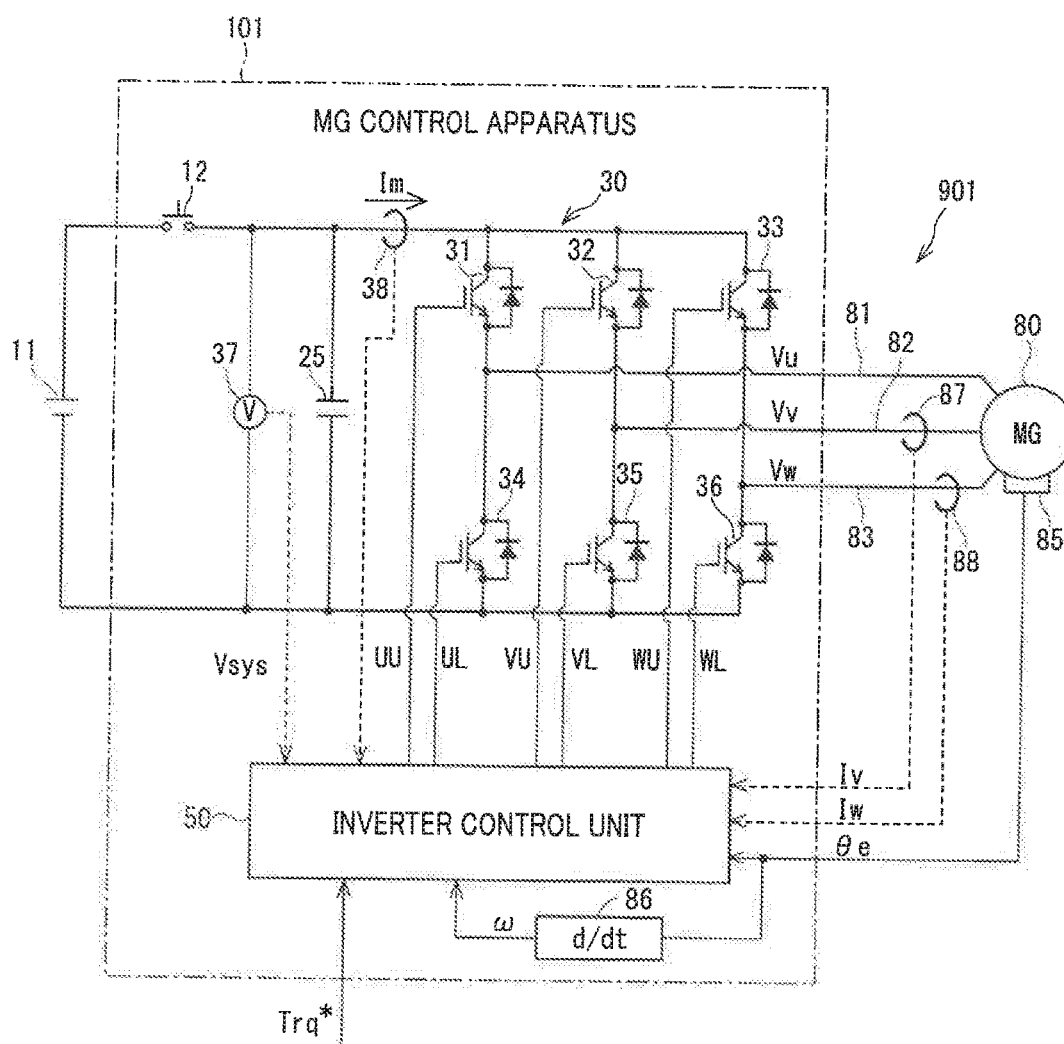 101
MG CONTROL APPARATUS
12
Im
30
901
31
32
33
38
81
82
80
11
37
25
Vu
87
V
Vv
MG
Vw
34
35
36
83
88
85
Vsys
UU
UL
VU
VL
WU
WL
Iv
50
INVERTER CONTROL UNIT
Iw
θe
86
ω
d/dt
Trq*